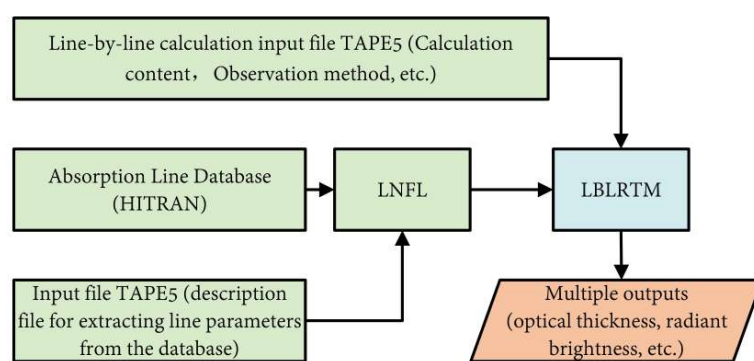 Line-by-line calculation input file TAPE5 (Calculation
content， Observation method, etc.)
Absorption Line Database
(HITRAN)
LNFL
LBLRTM
Input file TAPE5 (description
file for extracting line parameters
from the database)
Multiple outputs
(optical thickness, radiant
brightness, etc.)